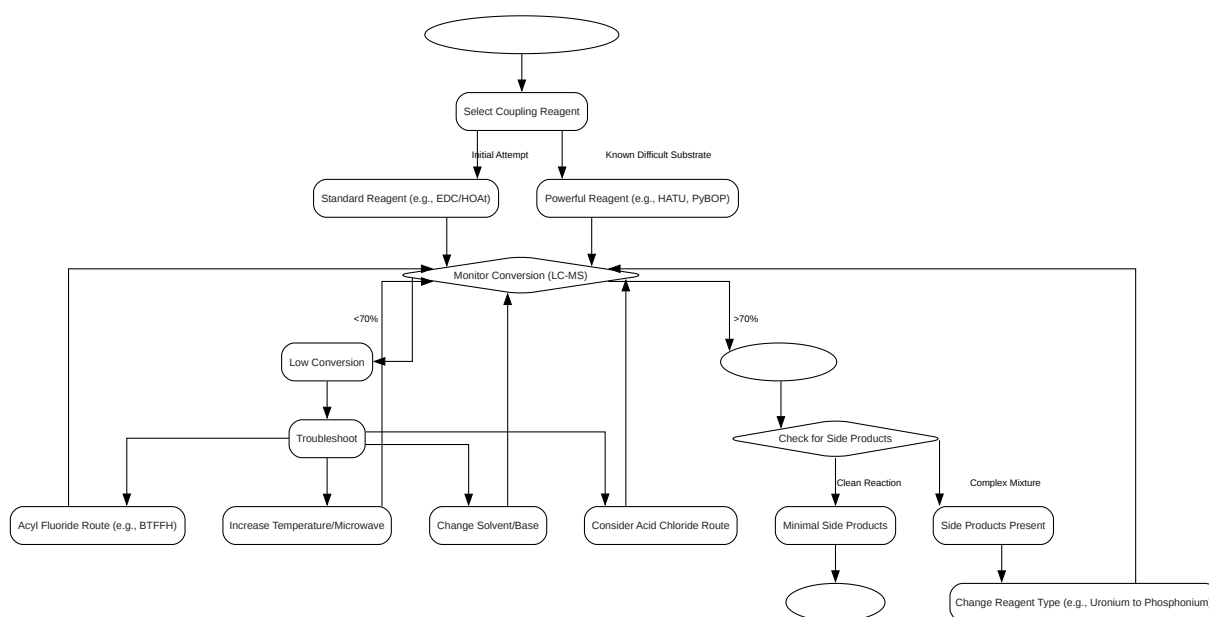 Select Coupling Reagent
Initial Attempt
Known Difficult Substrate
Standard Reagent (e.g., EDC/HOAt)
Powerful Reagent (e.g., HATU, PyBOP)
Monitor Conversion (LC-MS)
<70%
>70%
Low Conversion
Troubleshoot
Check for Side Products
Clean Reaction
Complex Mixture
Acyl Fluoride Route (e.g., BTFFH)
Increase Temperature/Microwave
Change Solvent/Base
Consider Acid Chloride Route
Minimal Side Products
Side Products Present
Change Reagent Type (e.g., Uronium to Phosphonium)